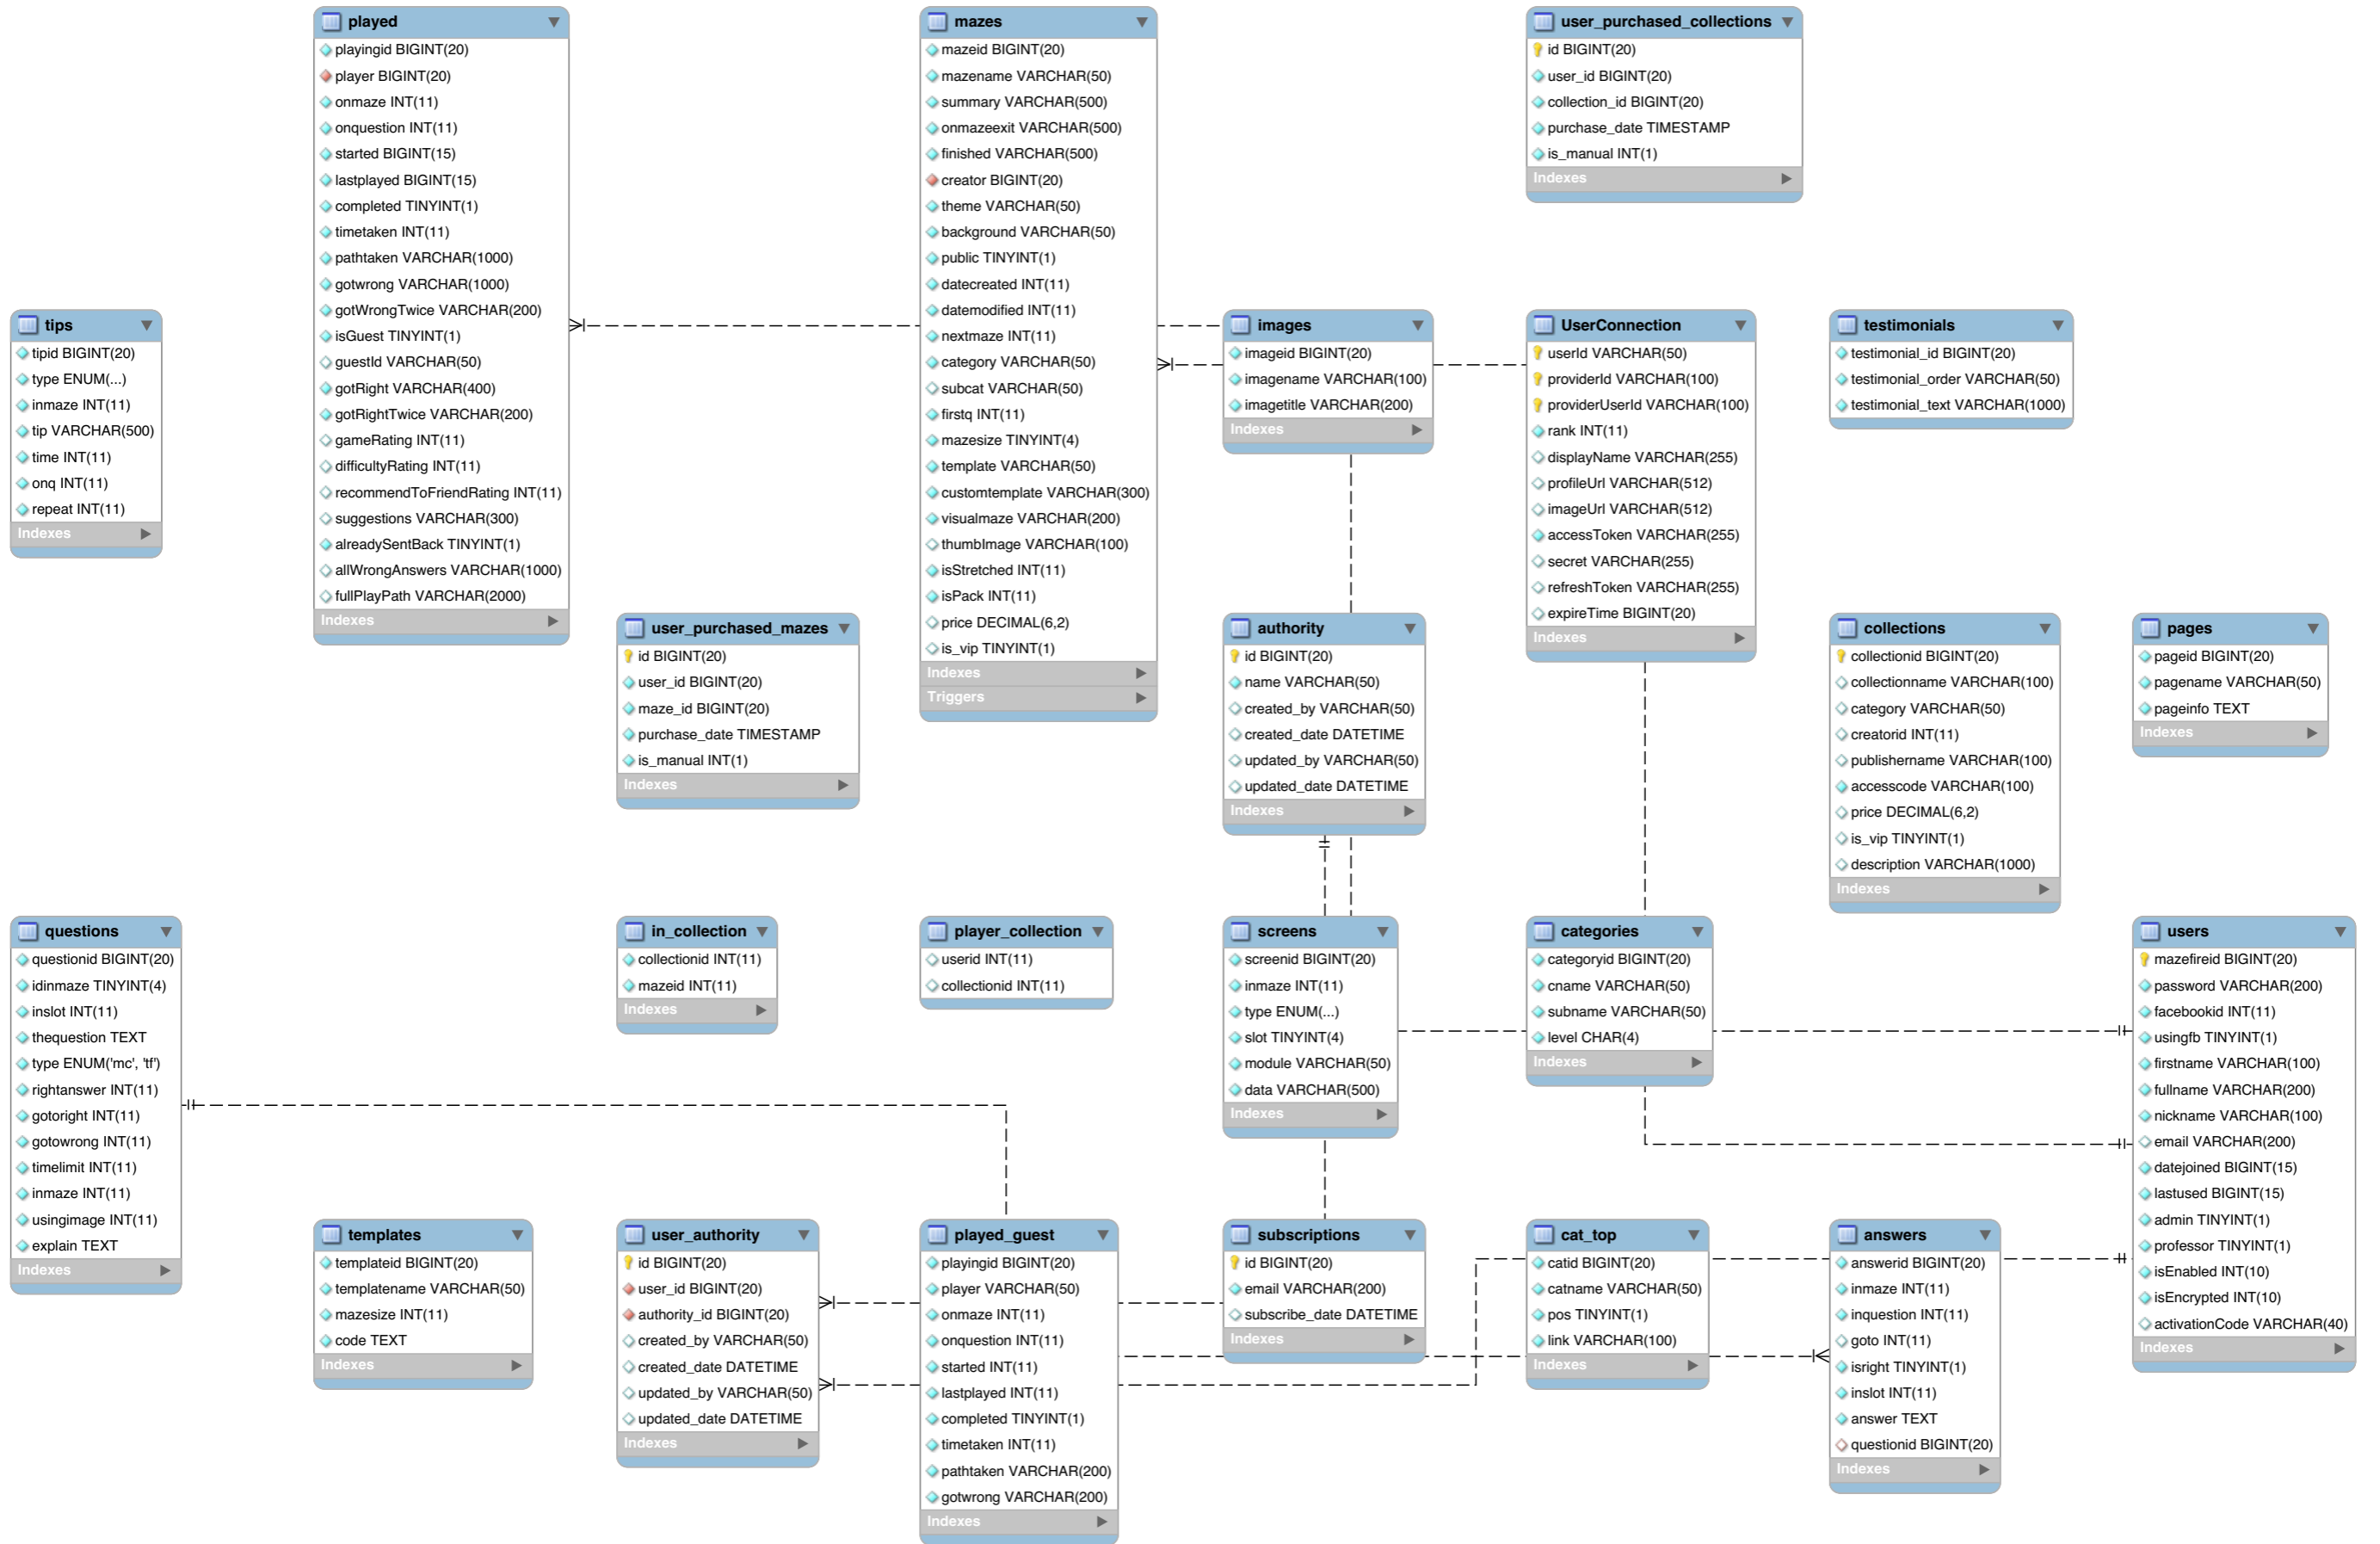 played
playingid BIGINT(20)
player BIGINT(20)
onmaze INT(11)
onquestion INT(11)
started BIGINT(15)
lastplayed BIGINT(15)
completed TINYINT(1)
timetaken INT(11)
pathtaken VARCHAR(1000)
gotwrong VARCHAR(1000)
gotWrongTwice VARCHAR(200)
isGuest TINYINT(1)
guestId VARCHAR(50)
gotRight VARCHAR(400)
gotRightTwice VARCHAR(200)
gameRating INT(11)
difficultyRating INT(11)
recommendToFriendRating INT(11)
suggestions VARCHAR(300)
alreadySentBack TINYINT(1)
allWrongAnswers VARCHAR(1000)
fullPlayPath VARCHAR(2000)
Indexes
mazes
mazeid BIGINT(20)
mazename VARCHAR(50)
summary VARCHAR(500)
onmazeexit VARCHAR(500)
finished VARCHAR(500)
creator BIGINT(20)
theme VARCHAR(50)
background VARCHAR(50)
public TINYINT(1)
datecreated INT(11)
datemodified INT(11)
nextmaze INT(11)
category VARCHAR(50)
subcat VARCHAR(50)
firstq INT(11)
mazesize TINYINT(4)
template VARCHAR(50)
customtemplate VARCHAR(300)
visualmaze VARCHAR(200)
thumbImage VARCHAR(100)
isStretched INT(11)
isPack INT(11)
price DECIMAL(6,2)
is_vip TINYINT(1)
Indexes
Triggers
user_purchased_collections
id BIGINT(20)
user_id BIGINT(20)
collection_id BIGINT(20)
purchase_date TIMESTAMP
is_manual INT(1)
Indexes
tips
tipid BIGINT(20)
type ENUM(...)
inmaze INT(11)
tip VARCHAR(500)
time INT(11)
onq INT(11)
repeat INT(11)
Indexes
images
imageid BIGINT(20)
imagename VARCHAR(100)
imagetitle VARCHAR(200)
Indexes
UserConnection
userId VARCHAR(50)
providerId VARCHAR(100)
providerUserId VARCHAR(100)
rank INT(11)
displayName VARCHAR(255)
profileUrl VARCHAR(512)
imageUrl VARCHAR(512)
accessToken VARCHAR(255)
secret VARCHAR(255)
refreshToken VARCHAR(255)
expireTime BIGINT(20)
Indexes
testimonials
testimonial_id BIGINT(20)
testimonial_order VARCHAR(50)
testimonial_text VARCHAR(1000)
Indexes
user_purchased_mazes
id BIGINT(20)
user_id BIGINT(20)
maze_id BIGINT(20)
purchase_date TIMESTAMP
is_manual INT(1)
Indexes
authority
id BIGINT(20)
name VARCHAR(50)
created_by VARCHAR(50)
created_date DATETIME
updated_by VARCHAR(50)
updated_date DATETIME
Indexes
collections
collectionid BIGINT(20)
collectionname VARCHAR(100)
category VARCHAR(50)
creatorid INT(11)
publishername VARCHAR(100)
accesscode VARCHAR(100)
price DECIMAL(6,2)
is_vip TINYINT(1)
description VARCHAR(1000)
Indexes
pages
pageid BIGINT(20)
pagename VARCHAR(50)
pageinfo TEXT
Indexes
questions
questionid BIGINT(20)
idinmaze TINYINT(4)
inslot INT(11)
thequestion TEXT
type ENUM('mc', 'tf')
rightanswer INT(11)
gotoright INT(11)
gotowrong INT(11)
timelimit INT(11)
inmaze INT(11)
usingimage INT(11)
explain TEXT
Indexes
in_collection
collectionid INT(11)
mazeid INT(11)
Indexes
player_collection
userid INT(11)
collectionid INT(11)
screens
screenid BIGINT(20)
inmaze INT(11)
type ENUM(...)
slot TINYINT(4)
module VARCHAR(50)
data VARCHAR(500)
Indexes
categories
categoryid BIGINT(20)
cname VARCHAR(50)
subname VARCHAR(50)
level CHAR(4)
Indexes
users
mazefireid BIGINT(20)
password VARCHAR(200)
facebookid INT(11)
usingfb TINYINT(1)
firstname VARCHAR(100)
fullname VARCHAR(200)
nickname VARCHAR(100)
email VARCHAR(200)
datejoined BIGINT(15)
lastused BIGINT(15)
admin TINYINT(1)
professor TINYINT(1)
isEnabled INT(10)
isEncrypted INT(10)
activationCode VARCHAR(40)
Indexes
templates
templateid BIGINT(20)
templatename VARCHAR(50)
mazesize INT(11)
code TEXT
Indexes
user_authority
id BIGINT(20)
user_id BIGINT(20)
authority_id BIGINT(20)
created_by VARCHAR(50)
created_date DATETIME
updated_by VARCHAR(50)
updated_date DATETIME
Indexes
played_guest
playingid BIGINT(20)
player VARCHAR(50)
onmaze INT(11)
onquestion INT(11)
started INT(11)
lastplayed INT(11)
completed TINYINT(1)
timetaken INT(11)
pathtaken VARCHAR(200)
gotwrong VARCHAR(200)
Indexes
subscriptions
id BIGINT(20)
email VARCHAR(200)
subscribe_date DATETIME
Indexes
cat_top
catid BIGINT(20)
catname VARCHAR(50)
pos TINYINT(1)
link VARCHAR(100)
Indexes
answers
answerid BIGINT(20)
inmaze INT(11)
inquestion INT(11)
goto INT(11)
isright TINYINT(1)
inslot INT(11)
answer TEXT
questionid BIGINT(20)
Indexes